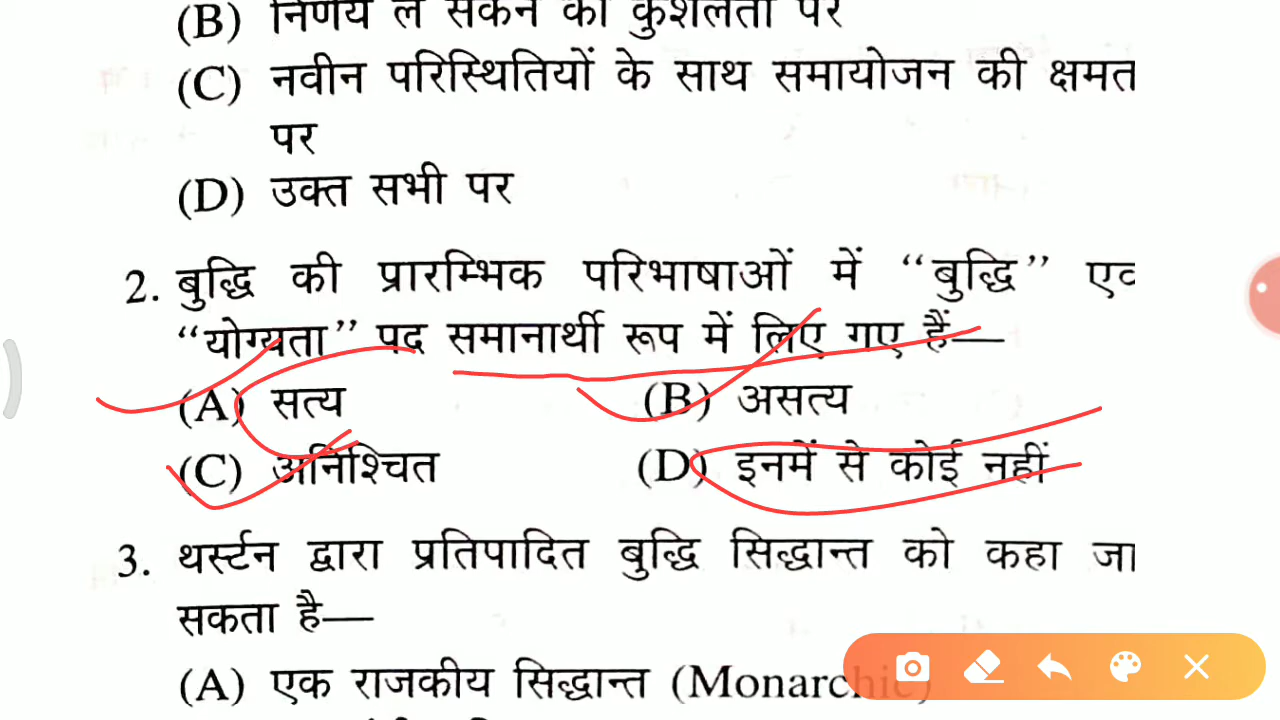 (B) निर्णय ले सकने की कुशलता पर
(C) नवीन परिस्थितियों के साथ समायोजन की क्षमत
पर
(D) उक्त सभी पर
2. बुद्धि की प्रारम्भिक परिभाषाओं में “बुद्धि” एव
“योग्यता” पद समानार्थी रूप में लिए गए हैं—
(A) सत्य (B) असत्य
(C) अनिश्चित (D) इनमें से कोई नहीं
3. थर्स्टन द्वारा प्रतिपादित बुद्धि सिद्धान्त को कहा जा
सकता है—
(A) एक राजकीय सिद्धान्त (Monarchic)